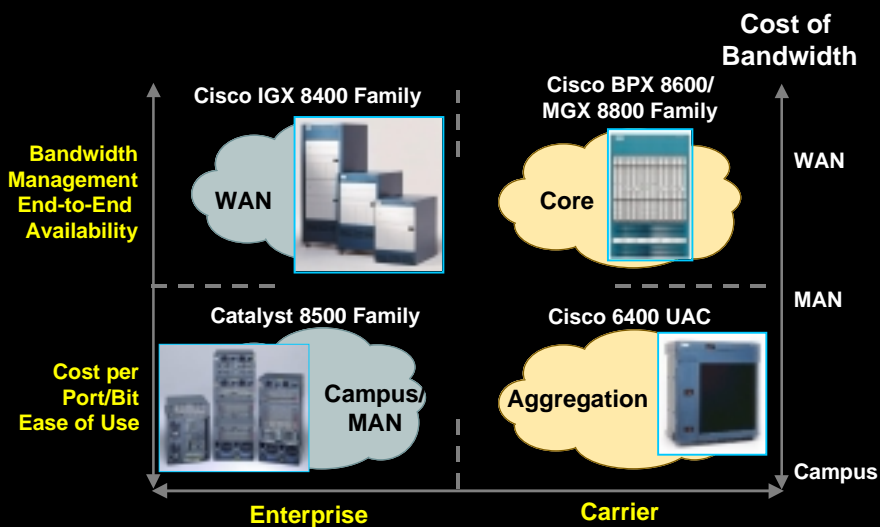 Cost of
Bandwidth
Cisco IGX 8400 Family
Cisco BPX 8600/
MGX 8800 Family
Bandwidth
Management
End-to-End
Availability
WAN
Core
WAN
MAN
Catalyst 8500 Family
Cisco 6400 UAC
Cost per
Port/Bit
Ease of Use
Campus/
MAN
Aggregation
Campus
Enterprise
Carrier